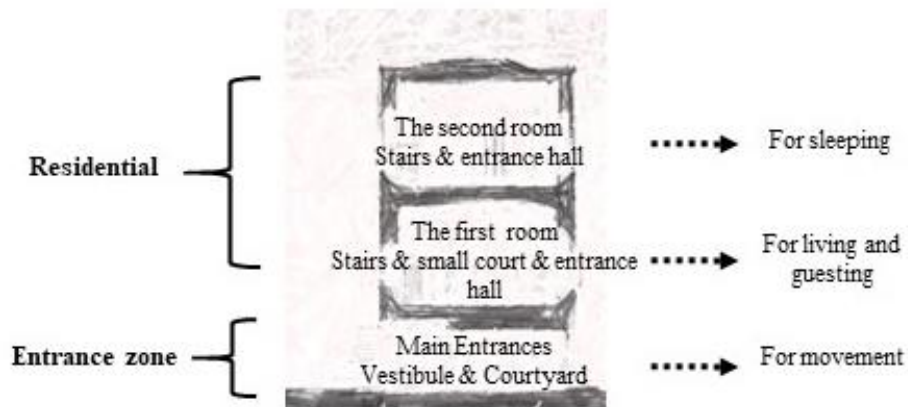 The second room
Stairs & entrance hall
For sleeping
Residential
The first room
Stairs & small court & entrance
hall
For living and
guesting
Main Entrances
Vestibule & Courtyard
Entrance zone
For movement